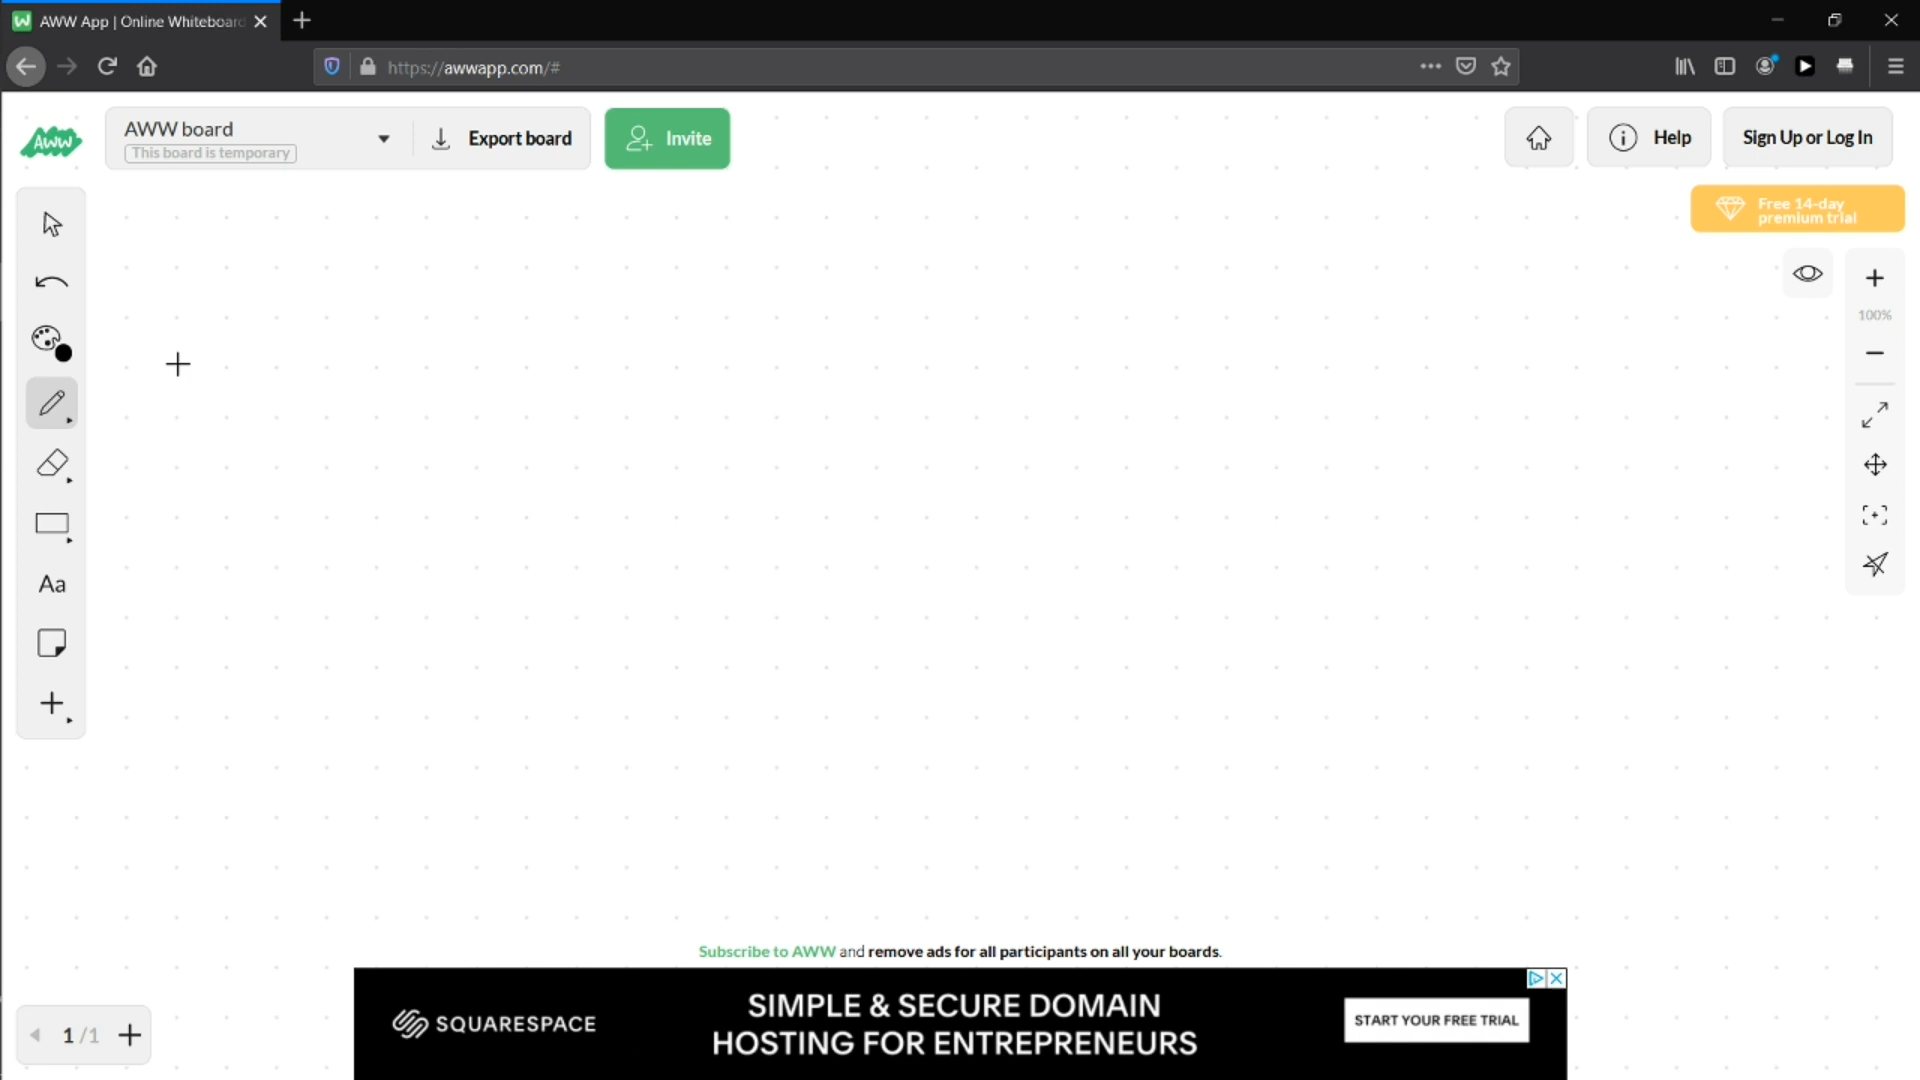 AWW App | Online Whiteboard
https://awwapp.com/#
AWW
AWW board
This board is temporary
Export board
Invite
Help
Sign Up or Log In
Free 14-day
premium trial
100%
Aa
Subscribe to AWW and remove ads for all participants on all your boards.
SQUARESPACE
SIMPLE & SECURE DOMAIN
HOSTING FOR ENTREPRENEURS
START YOUR FREE TRIAL
1/1